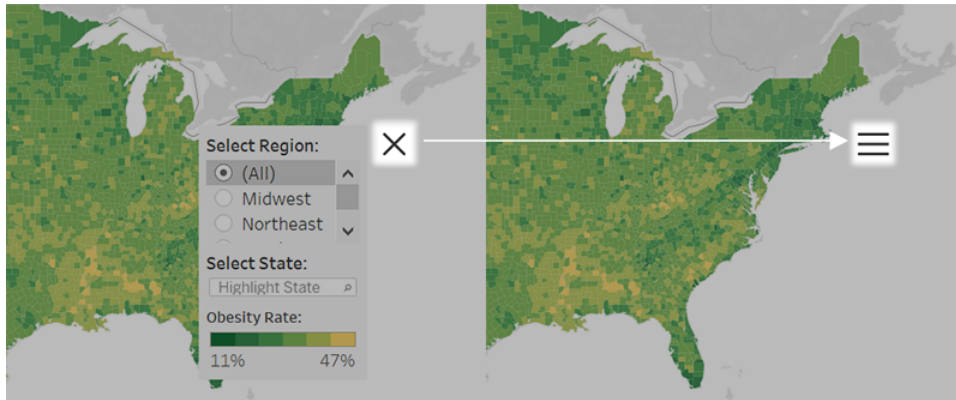 Select Region:
(All)
Midwest
Northeast
Select State:
Highlight State
Obesity Rate:
11% 47%